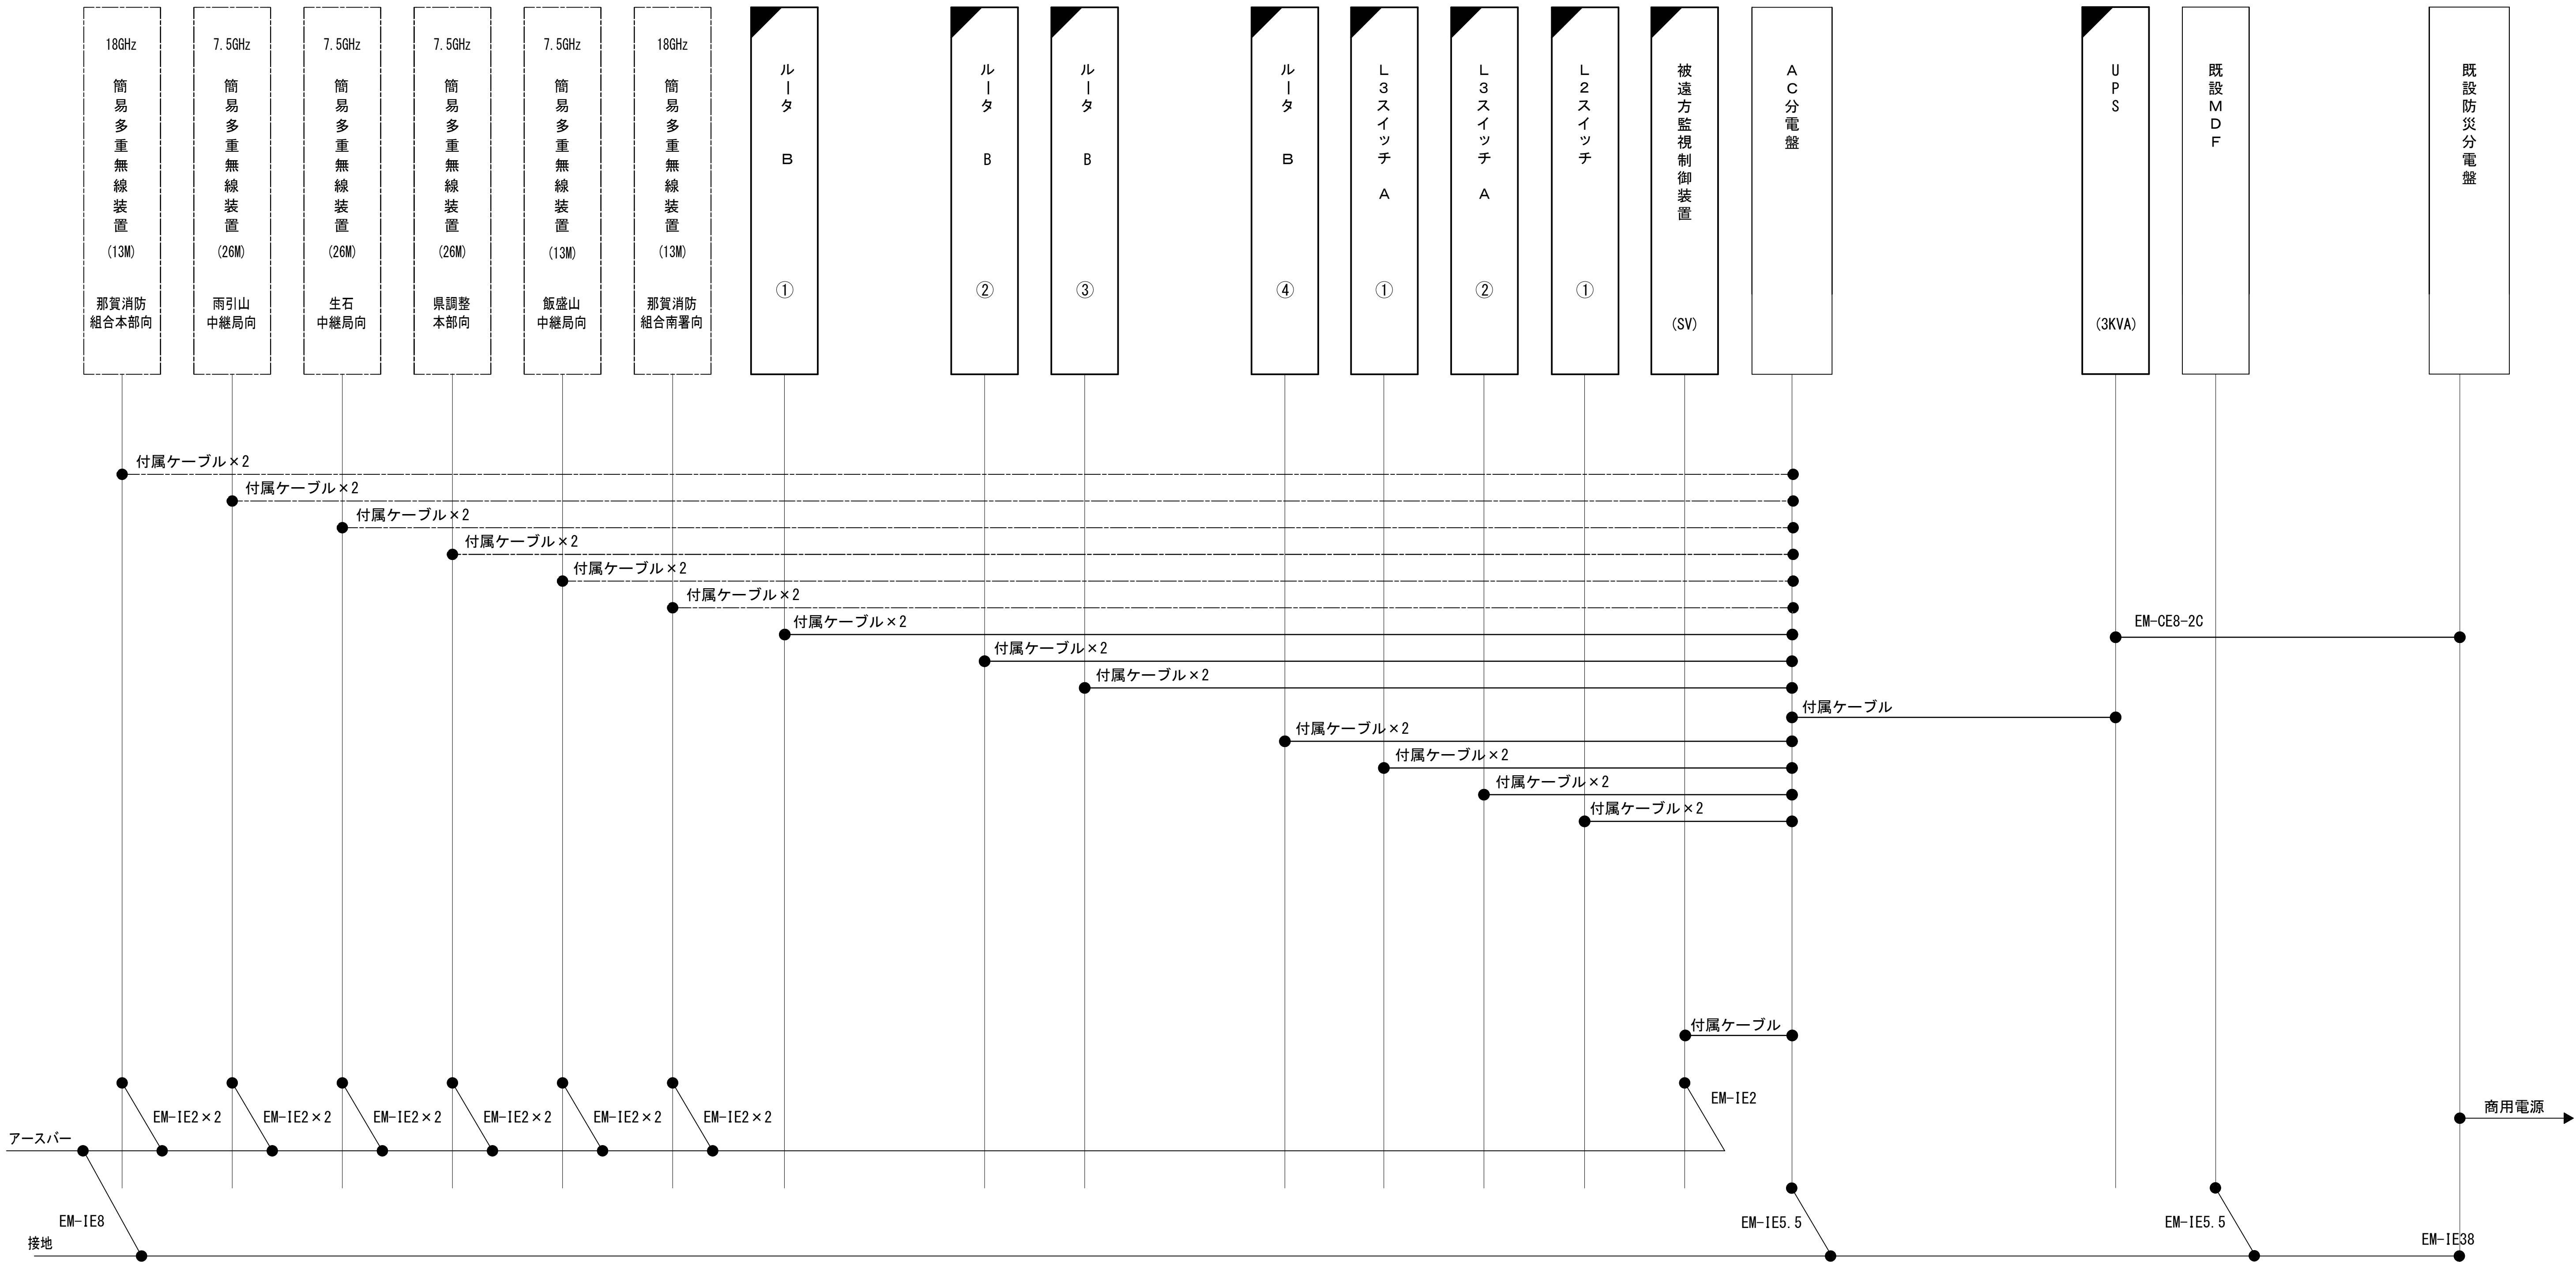 18GHz
簡易多重無線装置
(13M)
那賀消防
組合本部向
7.5GHz
簡易多重無線装置
(26M)
雨引山
中継局向
7.5GHz
簡易多重無線装置
(26M)
生石
中継局向
7.5GHz
簡易多重無線装置
(26M)
県調整
本部向
7.5GHz
簡易多重無線装置
(13M)
飯盛山
中継局向
18GHz
簡易多重無線装置
(13M)
那賀消防
組合南署向
ルータ B
①
ルータ B
②
ルータ B
③
ルータ B
④
L3スイッチ A
①
L3スイッチ A
②
L2スイッチ
①
被遠方監視制御装置
(SV)
AC分電盤
UPS
(3KVA)
既設MDF
既設防災分電盤
付属ケーブル×2
付属ケーブル×2
付属ケーブル×2
付属ケーブル×2
付属ケーブル×2
付属ケーブル×2
付属ケーブル×2
EM-CE8-2C
付属ケーブル×2
付属ケーブル×2
付属ケーブル
付属ケーブル×2
付属ケーブル×2
付属ケーブル×2
付属ケーブル×2
付属ケーブル
EM-IE2
商用電源
EM-IE2×2
EM-IE2×2
EM-IE2×2
EM-IE2×2
EM-IE2×2
EM-IE2×2
アースバー
EM-IE8
EM-IE5.5
EM-IE5.5
EM-IE38
接地